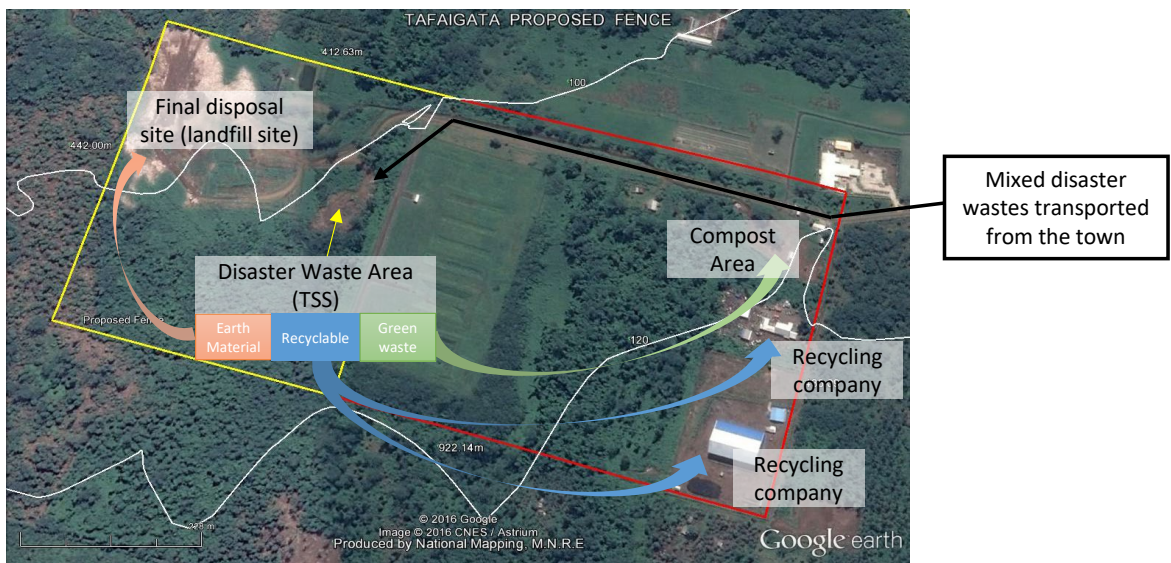 TAFAIGATA PROPOSED FENCE
412.63m
100
Final disposal
site (landfill site)
442.00m
Mixed disaster
wastes transported
from the town
Compost
Area
Disaster Waste Area
(TSS)
Proposed Fence
Earth
Material
Recyclable
Green
waste
120
Recycling
company
922.14m
Recycling
company
© 2016 Google
Image © 2016 CNES / Astrium
Produced by National Mapping, M.N.R.E
Google earth